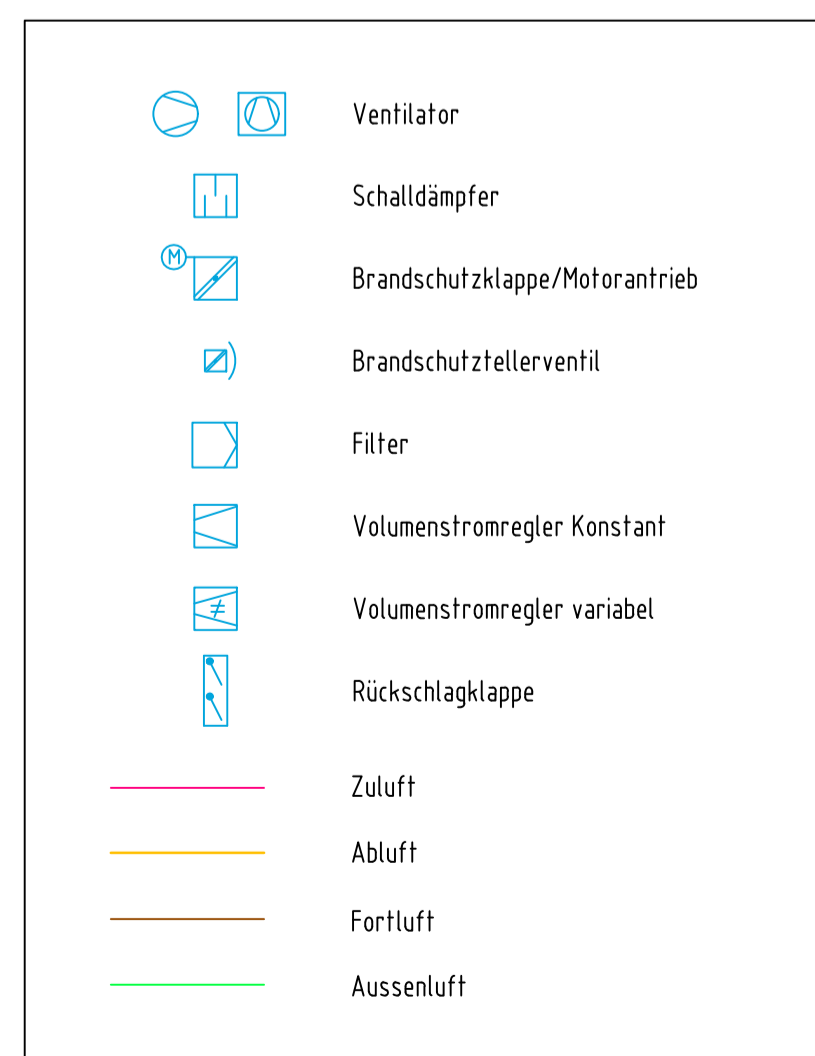 Ventilator
Schalldämpfer
M Brandschutzklappe/Motorantrieb
Brandschutztellerventil
Filter
Volumenstromregler Konstant
≠ Volumenstromregler variabel
Rückschlagklappe
Zuluft
Abluft
Fortluft
Aussenluft